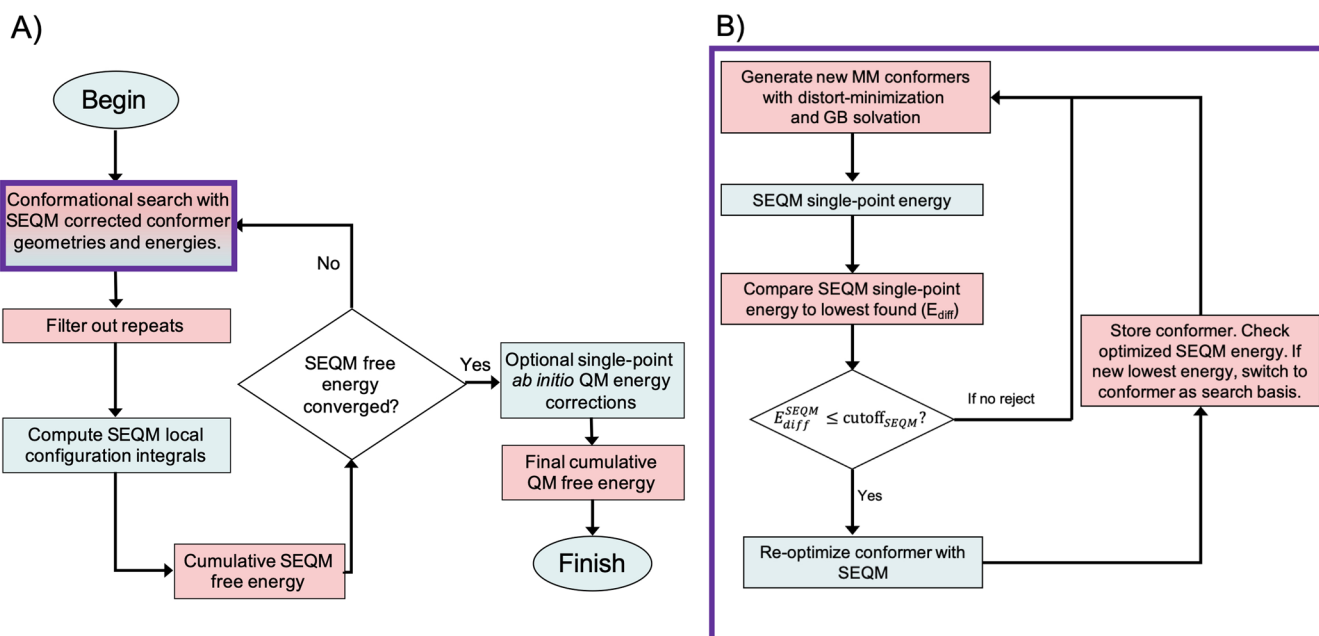 A)
Begin
Conformational search with
SEQM corrected conformer
geometries and energies.
Filter out repeats
Compute SEQM local
configuration integrals
Cumulative SEQM
free energy
No
SEQM free
energy
converged?
Yes
Optional single-point
ab initio QM energy
corrections
Final cumulative
QM free energy
Finish
B)
Generate new MM conformers
with distort-minimization
and GB solvation
SEQM single-point energy
Compare SEQM single-point
energy to lowest found (E_diff)
E_diff^SEQM ≤ cutoff_SEQM?
If no reject
Yes
Re-optimize conformer with
SEQM
Store conformer. Check
optimized SEQM energy. If
new lowest energy, switch to
conformer as search basis.